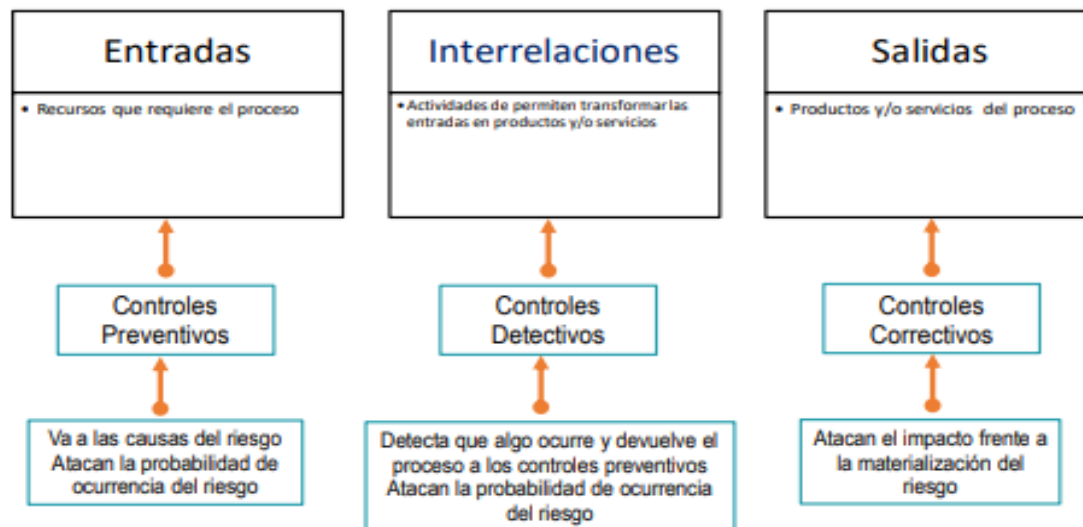 Entradas
• Recursos que requiere el proceso
Interrelaciones
• Actividades de permiten transformar las
entradas en productos y/o servicios
Salidas
• Productos y/o servicios del proceso
Controles
Preventivos
Controles
Detectivos
Controles
Correctivos
Va a las causas del riesgo
Atacan la probabilidad de
ocurrencia del riesgo
Detecta que algo ocurre y devuelve el
proceso a los controles preventivos
Atacan la probabilidad de ocurrencia
del riesgo
Atacan el impacto frente a
la materialización del
riesgo